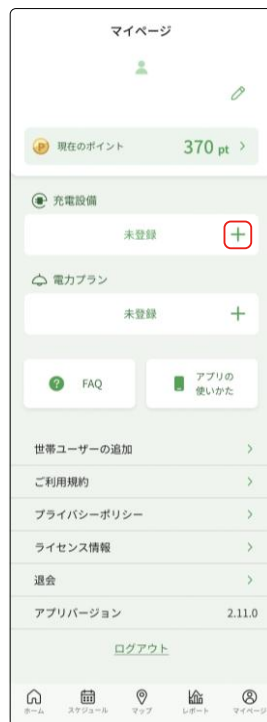 マイページ
P 現在のポイント 370 pt
充電設備
未登録
電力プラン
未登録
? FAQ
アプリの
使いかた
世帯ユーザーの追加
ご利用規約
プライバシーポリシー
ライセンス情報
退会
アプリバージョン 2.11.0
ログアウト
ホーム スケジュール マップ レポート マイページ